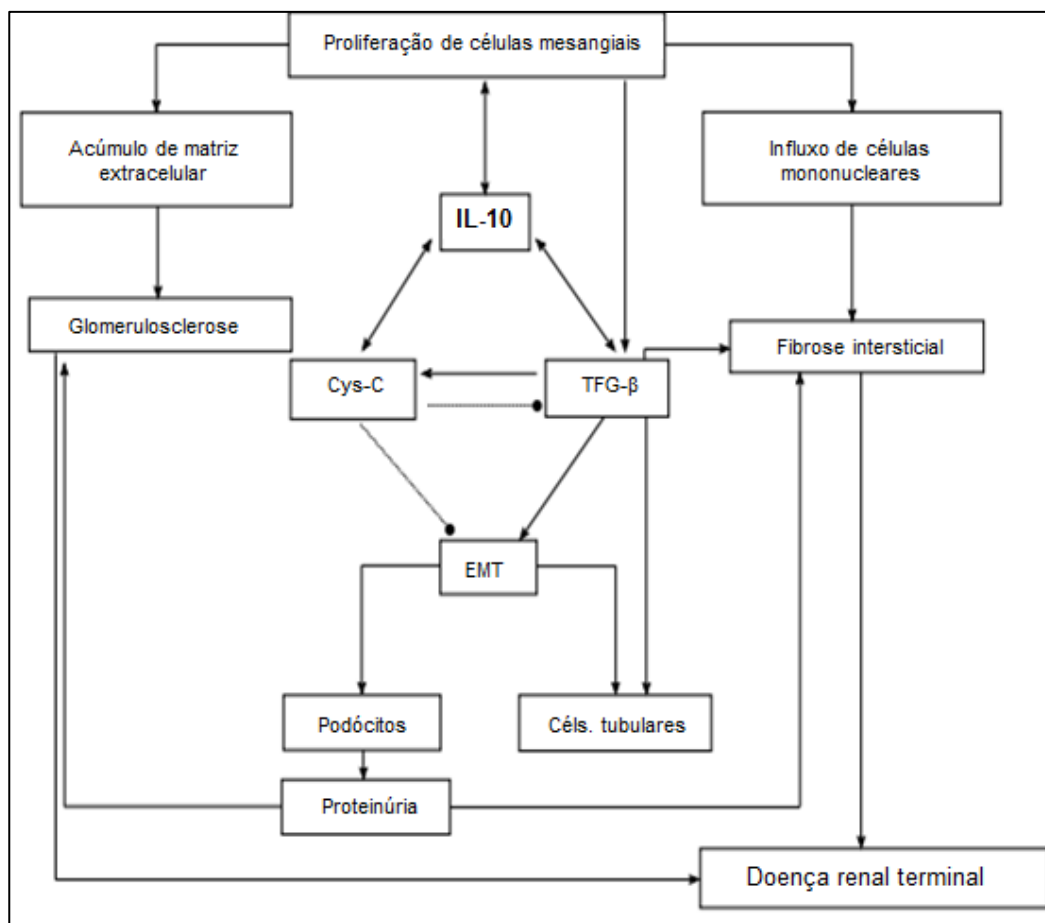 Proliferação de células mesangiais
Acúmulo de matriz
extracelular
Influxo de células
mononucleares
IL-10
Glomerulosclerose
Fibrose intersticial
Cys-C
TFG-β
EMT
Podócitos
Céls. tubulares
Proteinúria
Doença renal terminal